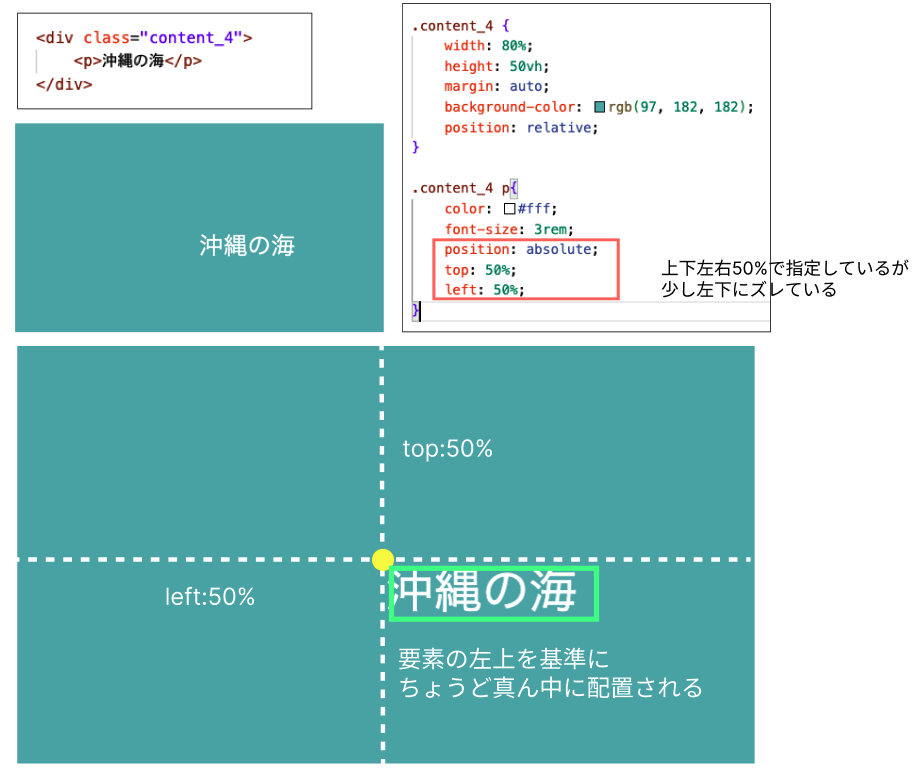 <div class="content_4">
<p>沖縄の海</p>
</div>
沖縄の海
.content_4 {
width: 80%;
height: 50vh;
margin: auto;
background-color: rgb(97, 182, 182);
position: relative;
}
.content_4 p{
color: #fff;
font-size: 3rem;
position: absolute;
top: 50%;
left: 50%;
}
上下左右50%で指定しているが
少し左下にズレている
top:50%
left:50%
沖縄の海
要素の左上を基準に
ちょうど真ん中に配置される